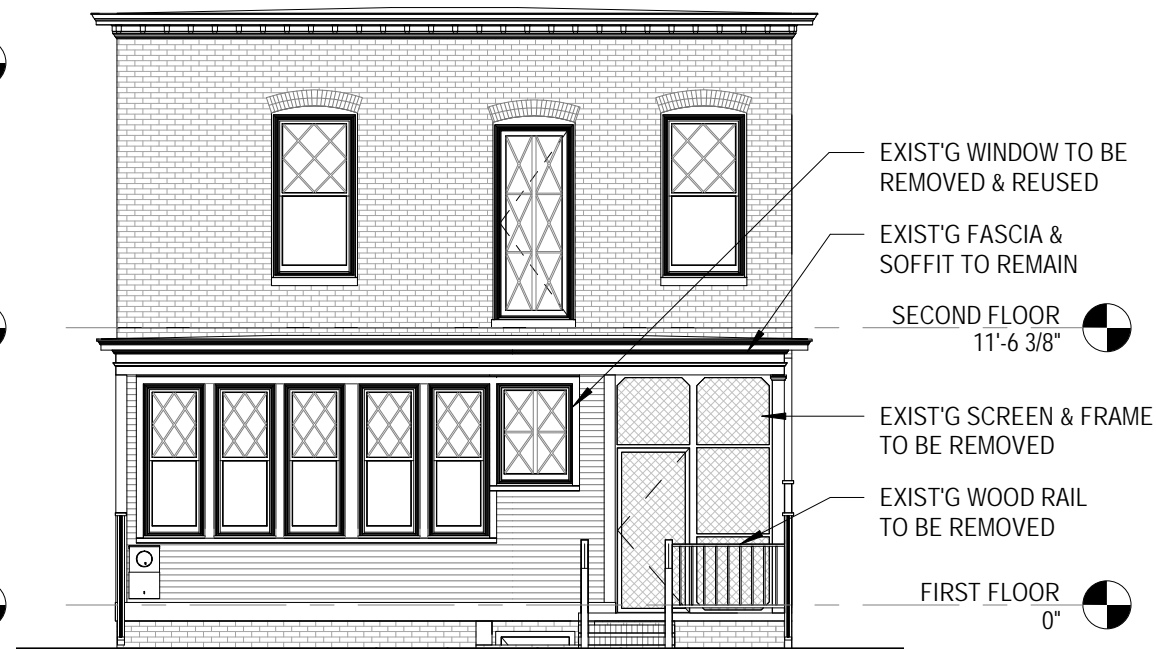 EXIST'G WINDOW TO BE
REMOVED & REUSED
EXIST'G FASCIA &
SOFFIT TO REMAIN
SECOND FLOOR
11'-6 3/8"
EXIST'G SCREEN & FRAME
TO BE REMOVED
EXIST'G WOOD RAIL
TO BE REMOVED
FIRST FLOOR
0"